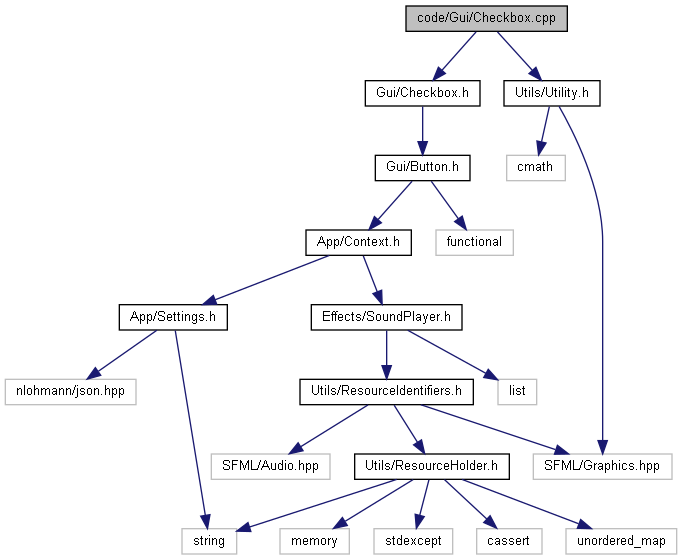 code/Gui/Checkbox.cpp
Gui/Checkbox.h
Utils/Utility.h
Gui/Button.h
cmath
App/Context.h
functional
App/Settings.h
Effects/SoundPlayer.h
nlohmann/json.hpp
Utils/ResourceIdentifiers.h
list
SFML/Audio.hpp
Utils/ResourceHolder.h
SFML/Graphics.hpp
string
memory
stdexcept
cassert
unordered_map